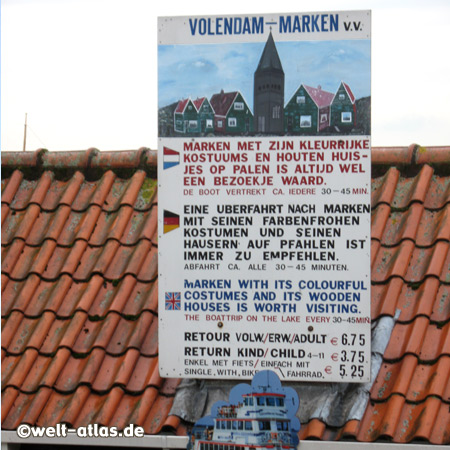 VOLENDAM–MARKEN V.V.
MARKEN MET ZIJN KLEURRIJKE
KOSTUUMS EN HOUTEN HUIS-
JES OP PALEN IS ALTIJD WEL
EEN BEZOEKJE WAARD.
DE BOOT VERTREKT CA. IEDERE 30-45 MIN.
EINE UBERFAHRT NACH MARKEN
MIT SEINEN FARBENFROHEN
KOSTUMEN UND SEINEN
HAUSERN AUF PFAHLEN IST
IMMER ZU EMPFEHLEN.
ABFAHRT CA. ALLE 30-45 MINUTEN.
MARKEN WITH ITS COLOURFUL
COSTUMES AND ITS WOODEN
HOUSES IS WORTH VISITING.
THE BOATTRIP ON THE LAKE EVERY 30-45MIN
RETOUR VOLW/ERW/ADULT € 6.75
RETURN KIND/CHILD 4-11 € 3.75
ENKEL MET FIETS/EINFACH MIT
SINGLE, WITH, BIKE FAHRRAD. € 5.25
©www.welt-atlas.de